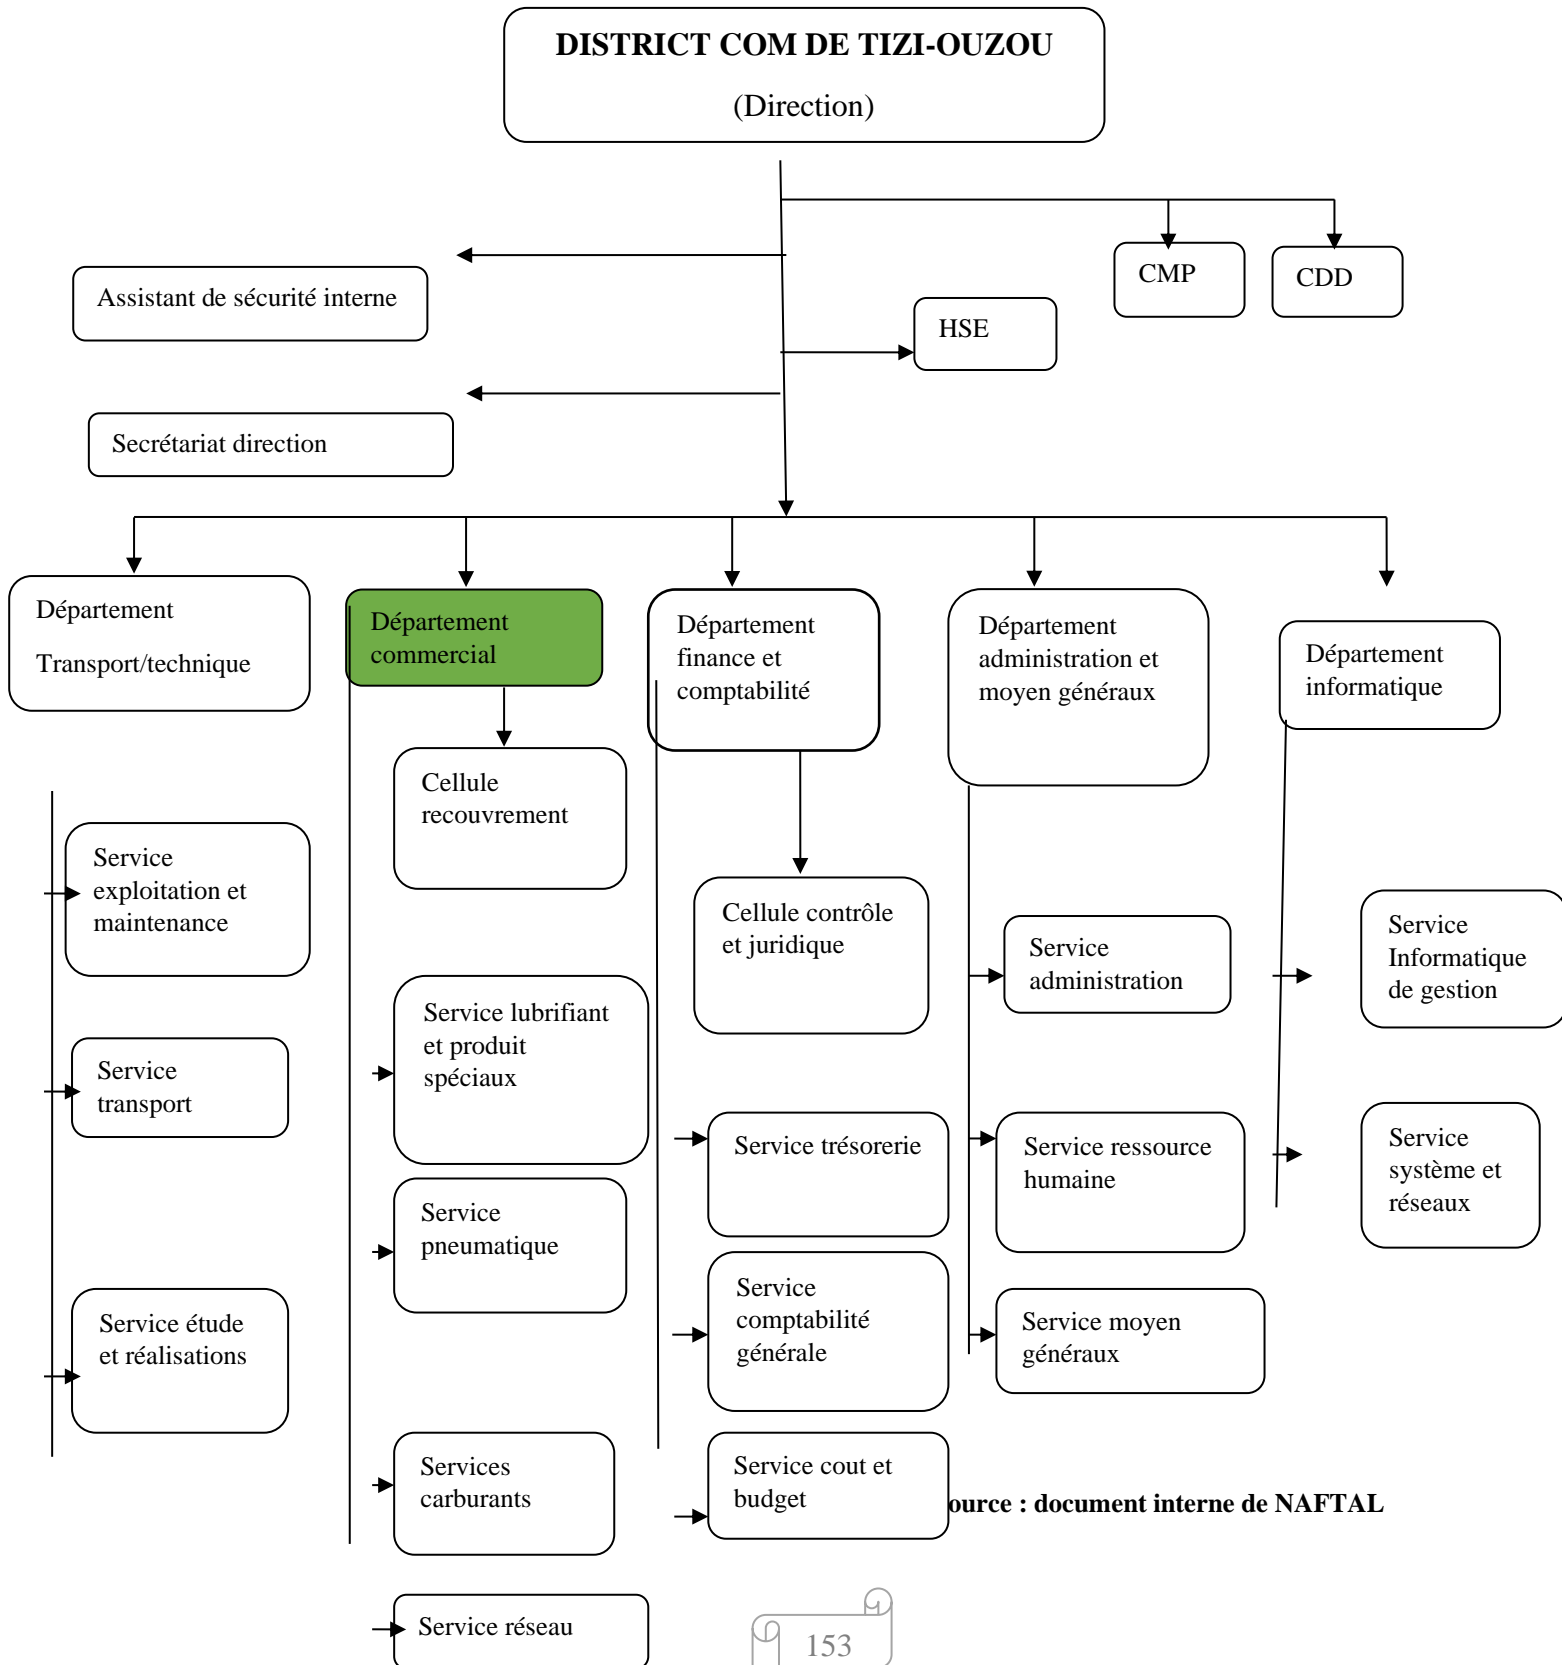 DISTRICT COM DE TIZI-OUZOU
(Direction)
CMP
CDD
Assistant de sécurité interne
HSE
Secrétariat direction
Département
Transport/technique
Département
commercial
Département
finance et
comptabilité
Département
administration et
moyen généraux
Département
informatique
Cellule
recouvrement
Service
exploitation et
maintenance
Cellule contrôle
et juridique
Service
administration
Service
Informatique
de gestion
Service lubrifiant
et produit
spéciaux
Service
transport
Service trésorerie
Service ressource
humaine
Service
système et
réseaux
Service
pneumatique
Service étude
et réalisations
Service
comptabilité
générale
Service moyen
généraux
Services
carburants
Service cout et
budget
ource : document interne de NAFTAL
Service réseau
153